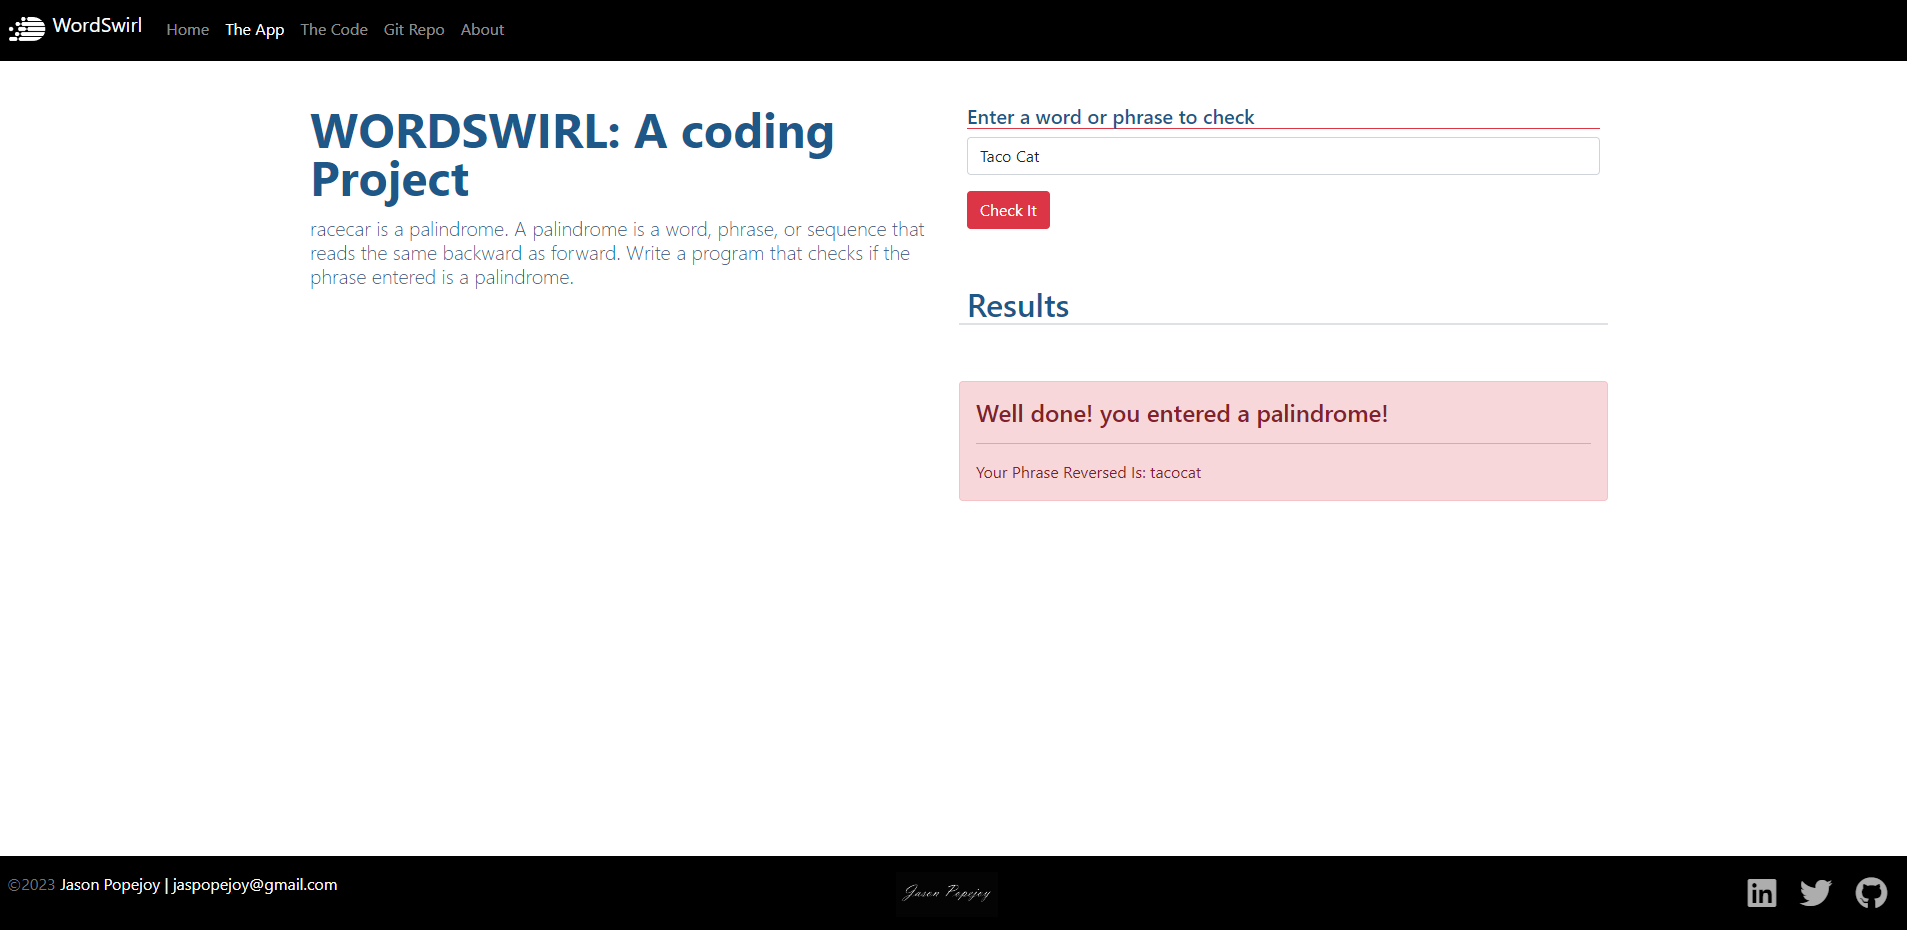 WordSwirl Home The App The Code Git Repo About
WORDSWIRL: A coding
Project
racecar is a palindrome. A palindrome is a word, phrase, or sequence that
reads the same backward as forward. Write a program that checks if the
phrase entered is a palindrome.
Enter a word or phrase to check
Taco Cat
Check It
Results
Well done! you entered a palindrome!
Your Phrase Reversed Is: tacocat
©2023 Jason Popejoy | jaspopejoy@gmail.com
Jason Popejoy
in